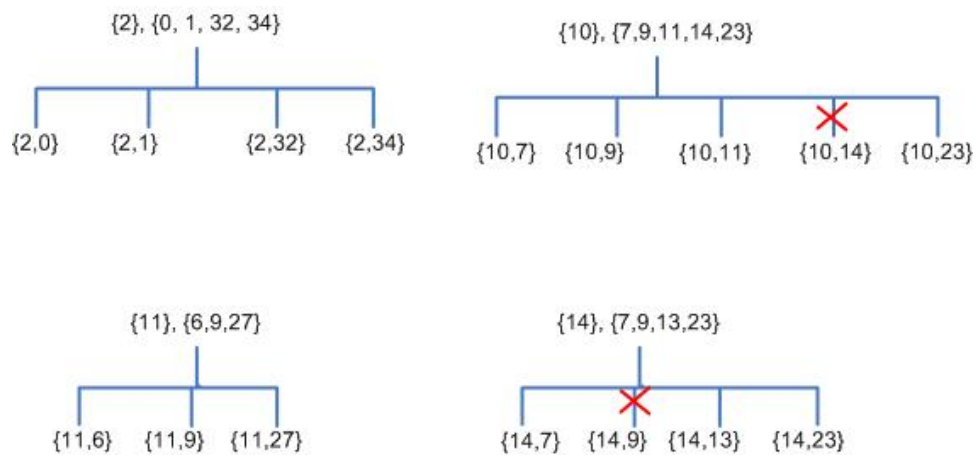 {2}, {0, 1, 32, 34}
{2,0} {2,1} {2,32} {2,34}
{10}, {7,9,11,14,23}
{10,7} {10,9} {10,11} {10,14} {10,23}
{11}, {6,9,27}
{11,6} {11,9} {11,27}
{14}, {7,9,13,23}
{14,7} {14,9} {14,13} {14,23}